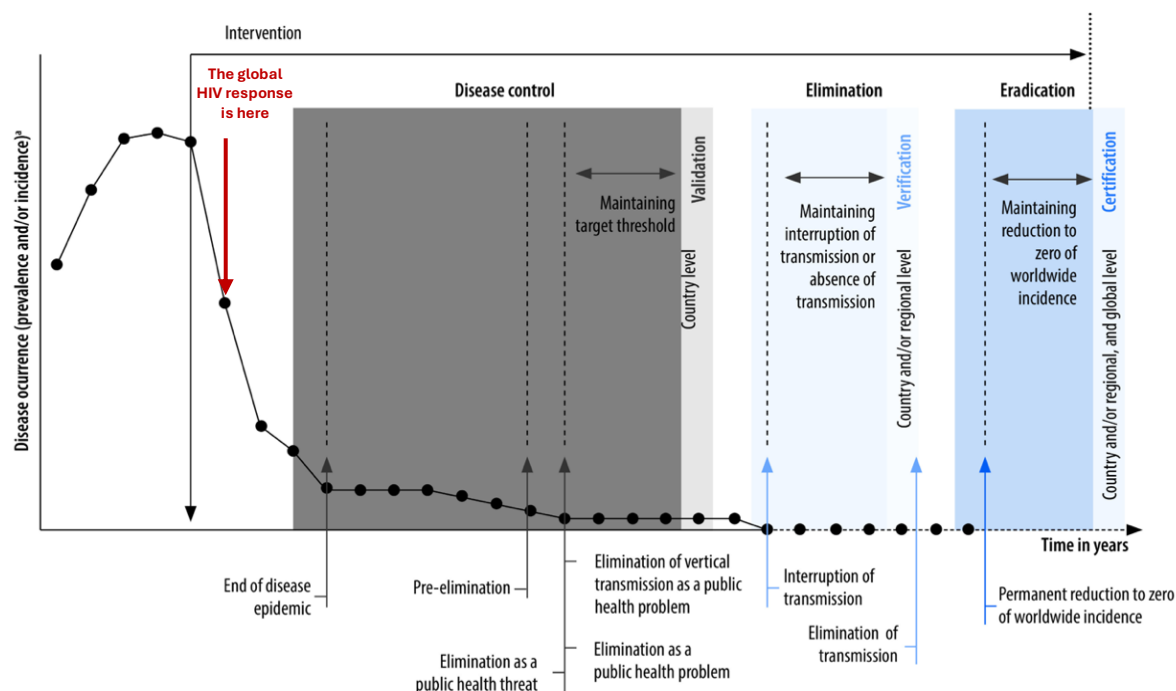 Intervention
The global
HIV response
is here
Disease control
Elimination
Eradication
Disease ocurrence (prevalence and/or incidence)ª
Maintaining
target threshold
Validation
Country level
Maintaining
interruption of
transmission or
absence of
transmission
Verification
Country and/or regional level
Maintaining
reduction to
zero of
worldwide
incidence
Certification
Country and/or regional, and global level
Time in years
End of disease
epidemic
Pre-elimination
Elimination of vertical
transmission as a public
health problem
Elimination as a
public health threat
Elimination as a
public health problem
Interruption of
transmission
Elimination of
transmission
Permanent reduction to zero
of worldwide incidence